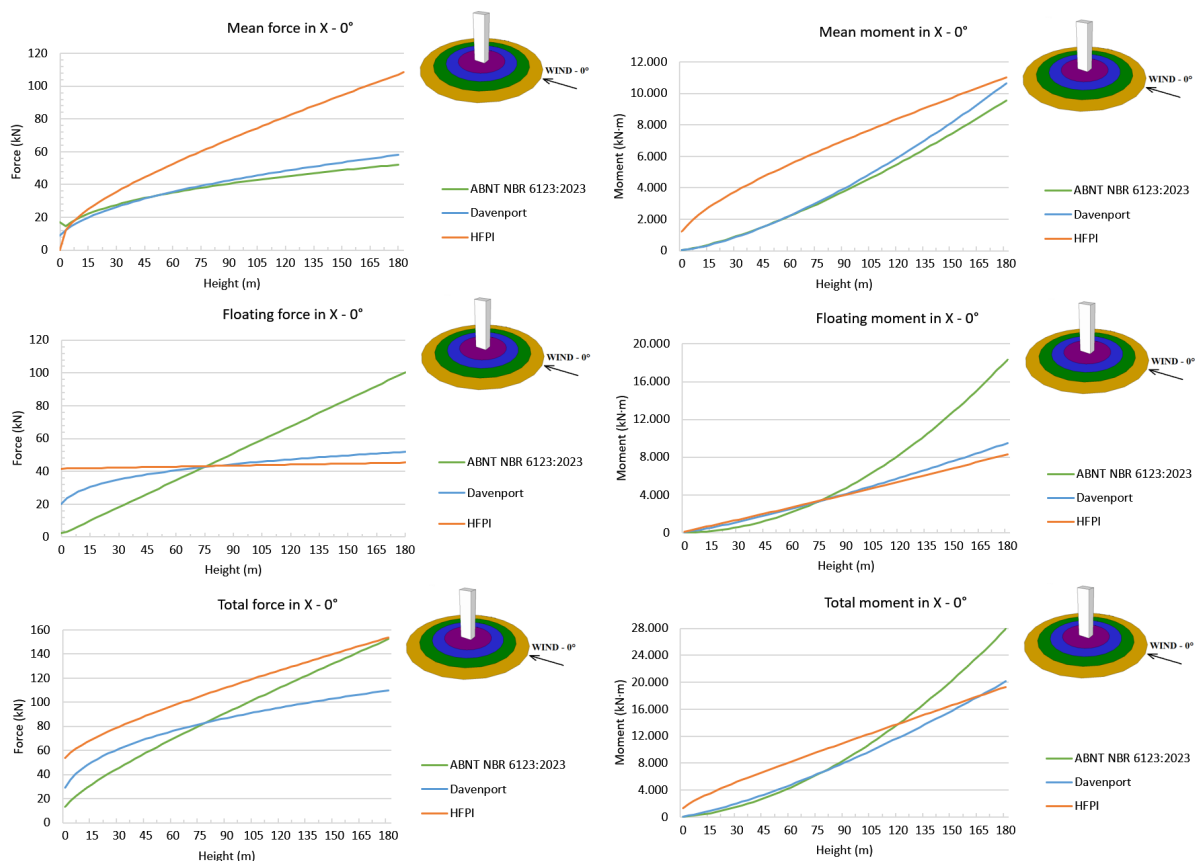 Mean force in X - 0°
120
100
80
60
40
20
0
Force (kN)
0 15 30 45 60 75 90 105 120 135 150 165 180
Height (m)
WIND - 0°
ABNT NBR 6123:2023
Davenport
HFPI
Mean moment in X - 0°
12.000
10.000
8.000
6.000
4.000
2.000
0
Moment (kN·m)
0 15 30 45 60 75 90 105 120 135 150 165 180
Height (m)
WIND - 0°
ABNT NBR 6123:2023
Davenport
HFPI
Floating force in X - 0°
120
100
80
60
40
20
0
Force (kN)
0 15 30 45 60 75 90 105 120 135 150 165 180
Height (m)
WIND - 0°
ABNT NBR 6123:2023
Davenport
HFPI
Floating moment in X - 0°
20.000
16.000
12.000
8.000
4.000
0
Moment (kN·m)
0 15 30 45 60 75 90 105 120 135 150 165 180
Height (m)
WIND - 0°
ABNT NBR 6123:2023
Davenport
HFPI
Total force in X - 0°
160
140
120
100
80
60
40
20
0
Force (kN)
0 15 30 45 60 75 90 105 120 135 150 165 180
Height (m)
WIND - 0°
ABNT NBR 6123:2023
Davenport
HFPI
Total moment in X - 0°
28.000
24.000
20.000
16.000
12.000
8.000
4.000
0
Moment (kN·m)
0 15 30 45 60 75 90 105 120 135 150 165 180
Height (m)
WIND - 0°
ABNT NBR 6123:2023
Davenport
HFPI